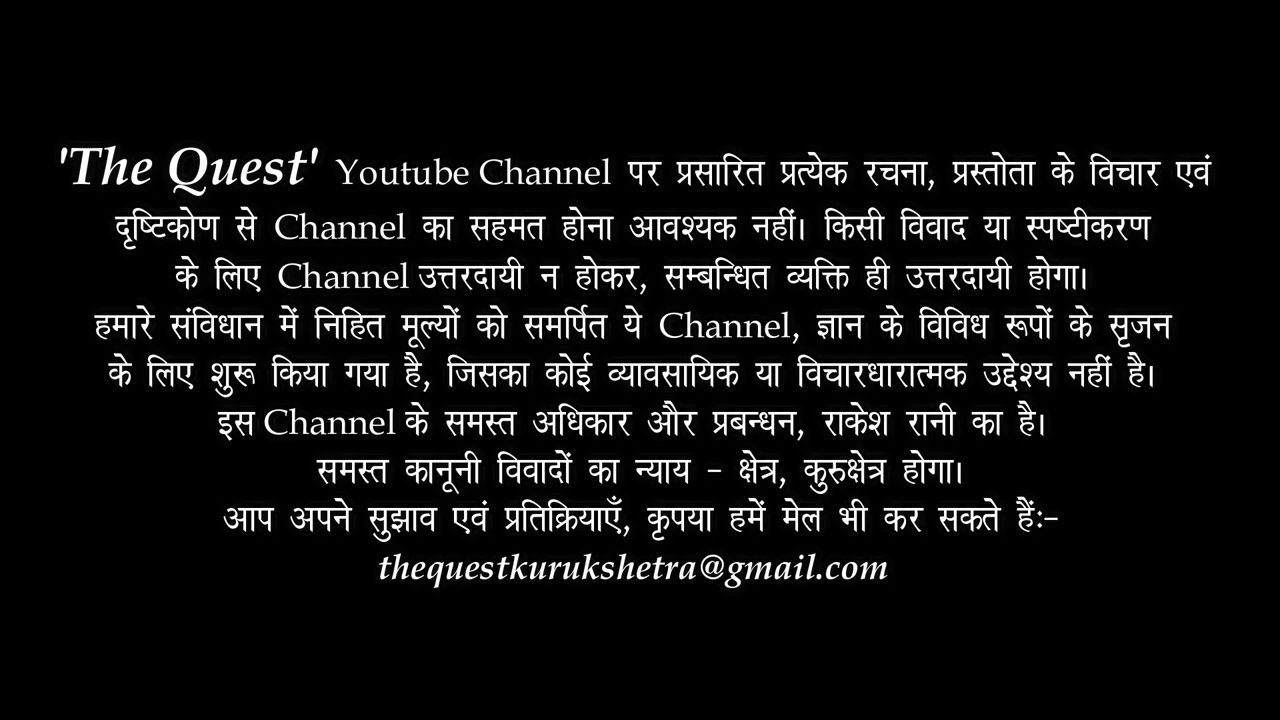 'The Quest' Youtube Channel पर प्रसारित प्रत्येक रचना, प्रस्तोता के विचार एवं
दृष्टिकोण से Channel का सहमत होना आवश्यक नहीं। किसी विवाद या स्पष्टीकरण
के लिए Channel उत्तरदायी न होकर, सम्बन्धित व्यक्ति ही उत्तरदायी होगा।
हमारे संविधान में निहित मूल्यों को समर्पित ये Channel, ज्ञान के विविध रूपों के सृजन
के लिए शुरू किया गया है, जिसका कोई व्यावसायिक या विचारधारात्मक उद्देश्य नहीं है।
इस Channel के समस्त अधिकार और प्रबन्धन, राकेश रानी का है।
समस्त कानूनी विवादों का न्याय - क्षेत्र, कुरुक्षेत्र होगा।
आप अपने सुझाव एवं प्रतिक्रियाएँ, कृपया हमें मेल भी कर सकते हैंः-
thequestkurukshetra@gmail.com